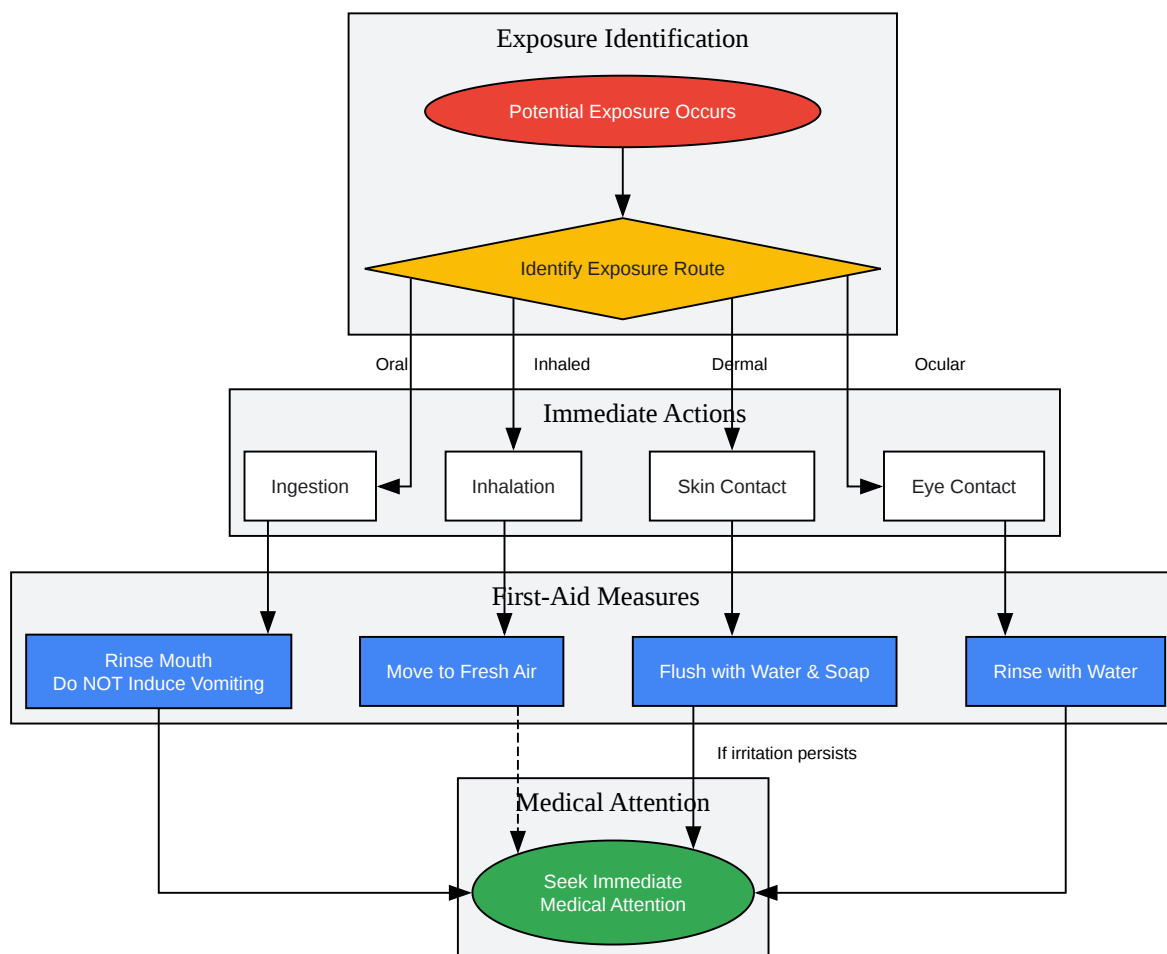 Exposure Identification
Potential Exposure Occurs
Identify Exposure Route
Oral
Inhaled
Dermal
Ocular
Immediate Actions
Ingestion
Inhalation
Skin Contact
Eye Contact
First-Aid Measures
Rinse Mouth
Do NOT Induce Vomiting
Move to Fresh Air
Flush with Water & Soap
Rinse with Water
If irritation persists
Medical Attention
Seek Immediate
Medical Attention